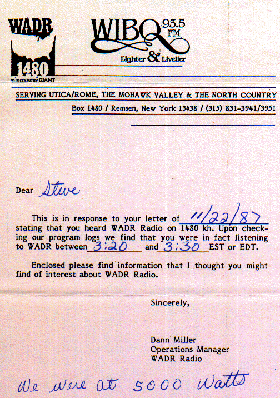 WADR
1480
WIBQ 93.5
FM
Lighter & Livelier
SERVING UTICA/ROME, THE MOHAWK VALLEY & THE NORTH COUNTRY
Box 1480 / Remsen, New York 13438 / (315) 831-3941/3951
Dear Steve
This is in response to your letter of 11/22/87
stating that you heard WADR Radio on 1480 kh. Upon check-
ing our program logs we find that you were in fact listening
to WADR between 3:20 and 3:30 EST or EDT.
Enclosed please find information that I thought you might
find of interest about WADR Radio.
Sincerely,
Dann Miller
Operations Manager
WADR Radio
We were at 5000 Watts